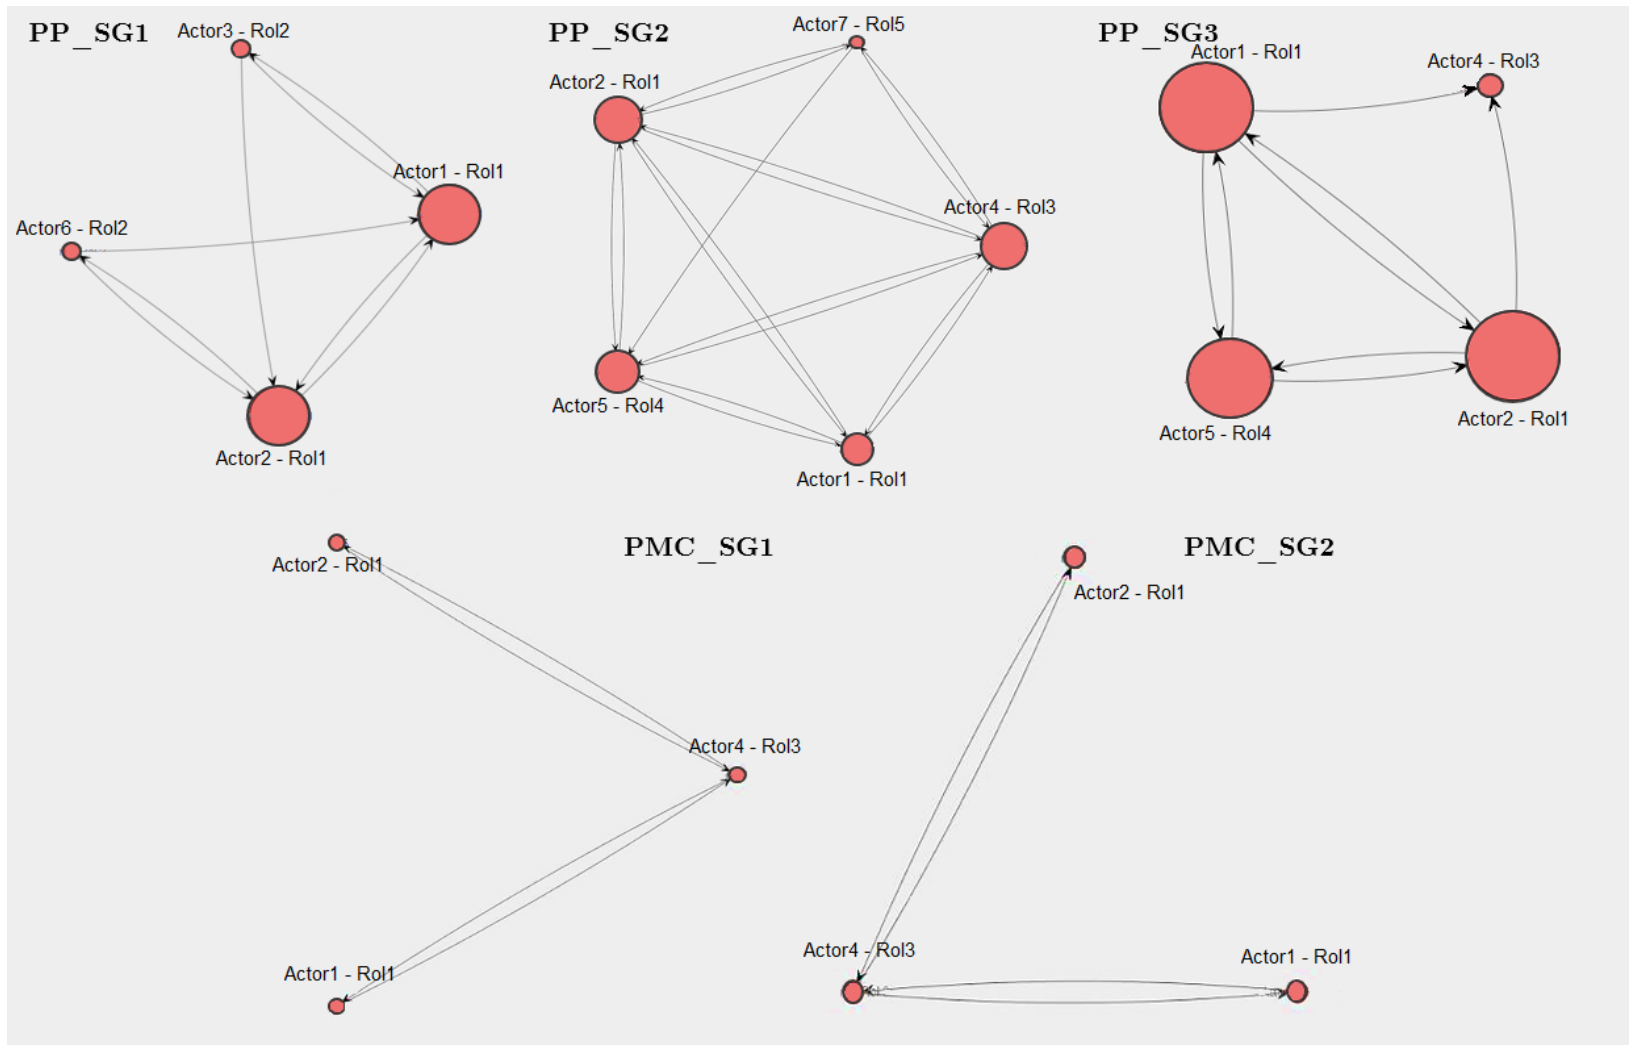 PP_SG1
Actor3 - Rol2
Actor1 - Rol1
Actor6 - Rol2
Actor2 - Rol1
PP_SG2
Actor7 - Rol5
Actor2 - Rol1
Actor4 - Rol3
Actor5 - Rol4
Actor1 - Rol1
PP_SG3
Actor1 - Rol1
Actor4 - Rol3
Actor5 - Rol4
Actor2 - Rol1
PMC_SG1
Actor2 - Rol1
Actor4 - Rol3
Actor1 - Rol1
PMC_SG2
Actor2 - Rol1
Actor4 - Rol3
Actor1 - Rol1